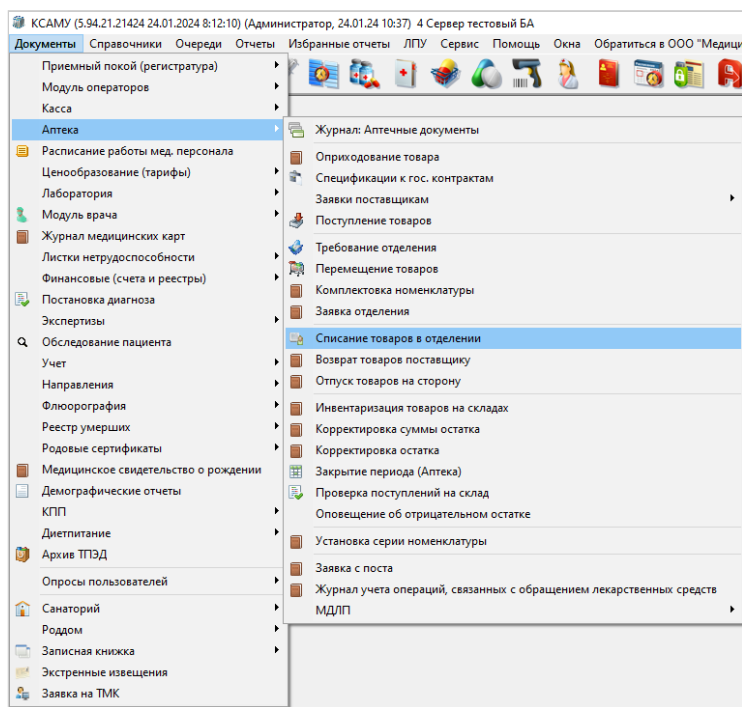 КСАМУ (5.94.21.21424 24.01.2024 8:12:10) (Администратор, 24.01.24 10:37) 4 Сервер тестовый БА
Документы Справочники Очереди Отчеты Избранные отчеты ЛПУ Сервис Помощь Окна Обратиться в ООО "Медици
Приемный покой (регистратура)
Модуль операторов
Касса
Аптека
Расписание работы мед. персонала
Ценообразование (тарифы)
Лаборатория
Модуль врача
Журнал медицинских карт
Листки нетрудоспособности
Финансовые (счета и реестры)
Постановка диагноза
Экспертизы
Обследование пациента
Учет
Направления
Флюорография
Реестр умерших
Родовые сертификаты
Медицинское свидетельство о рождении
Демографические отчеты
КПП
Диетпитание
Архив ТПЭД
Опросы пользователей
Санаторий
Роддом
Записная книжка
Экстренные извещения
Заявка на ТМК
Журнал: Аптечные документы
Оприходование товара
Спецификации к гос. контрактам
Заявки поставщикам
Поступление товаров
Требование отделения
Перемещение товаров
Комплектовка номенклатуры
Заявка отделения
Списание товаров в отделении
Возврат товаров поставщику
Отпуск товаров на сторону
Инвентаризация товаров на складах
Корректировка суммы остатка
Корректировка остатка
Закрытие периода (Аптека)
Проверка поступлений на склад
Оповещение об отрицательном остатке
Установка серии номенклатуры
Заявка с поста
Журнал учета операций, связанных с обращением лекарственных средств
МДЛП